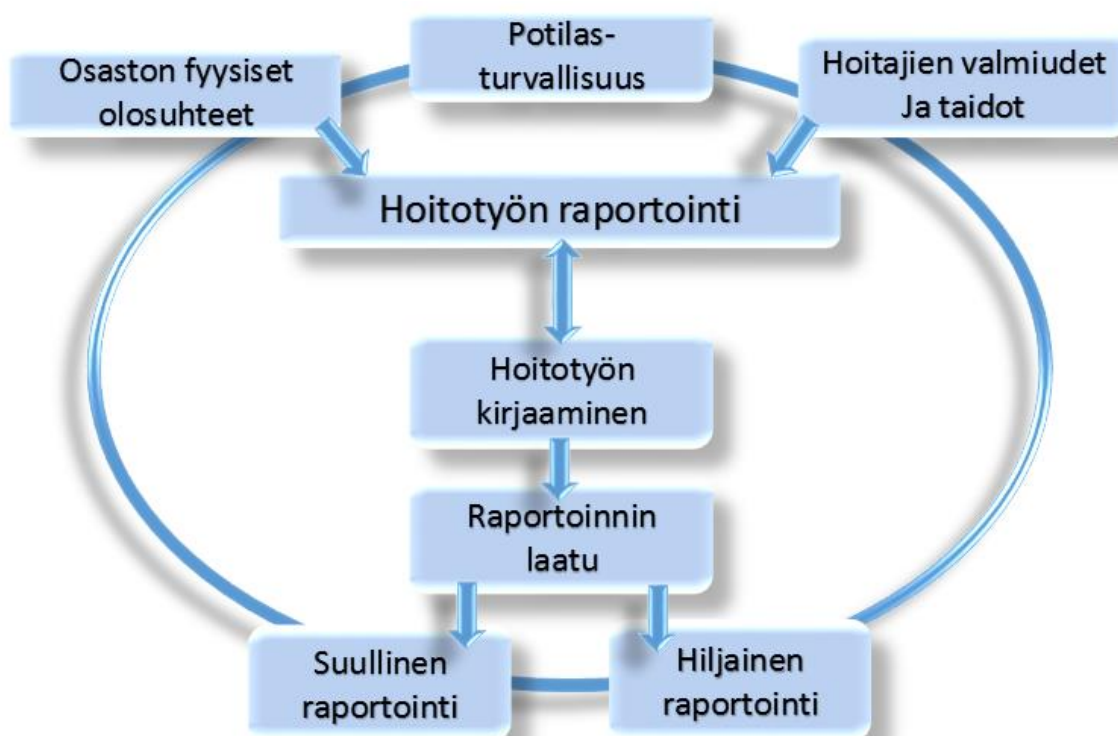 Potilas-
turvallisuus
Osaston fyysiset
olosuhteet
Hoitajien valmiudet
Ja taidot
Hoitotyön raportointi
Hoitotyön
kirjaaminen
Raportoinnin
laatu
Suullinen
raportointi
Hiljainen
raportointi